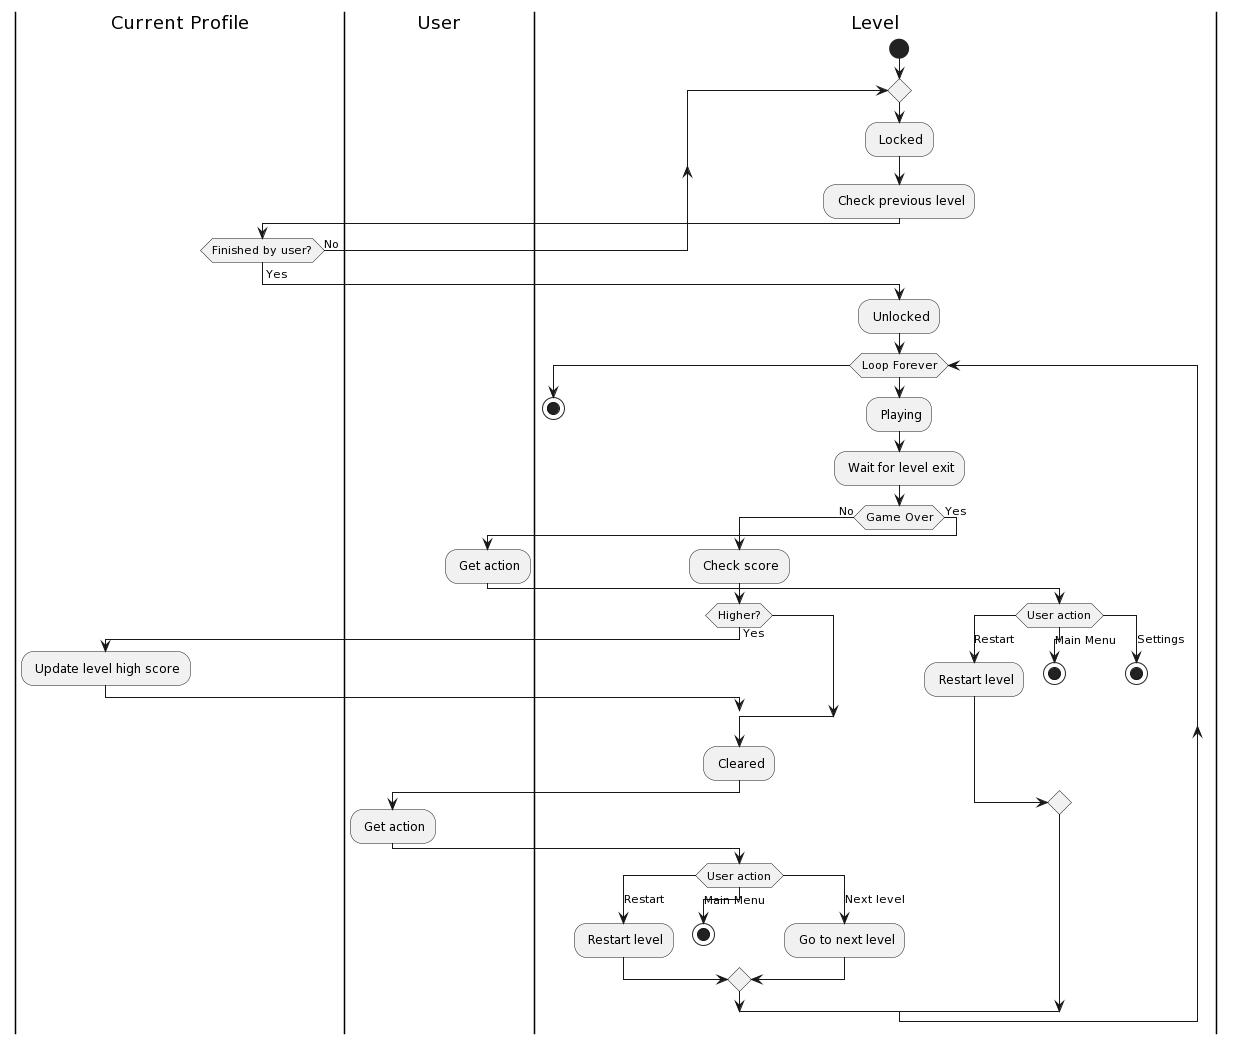 Current Profile
User
Level
Locked
Check previous level
Finished by user?
No
Yes
Unlocked
Loop Forever
Playing
Wait for level exit
No
Game Over
Yes
Get action
Check score
Higher?
User action
Yes
Restart
Main Menu
Settings
Update level high score
Restart level
Cleared
Get action
User action
Restart
Main Menu
Next level
Restart level
Go to next level